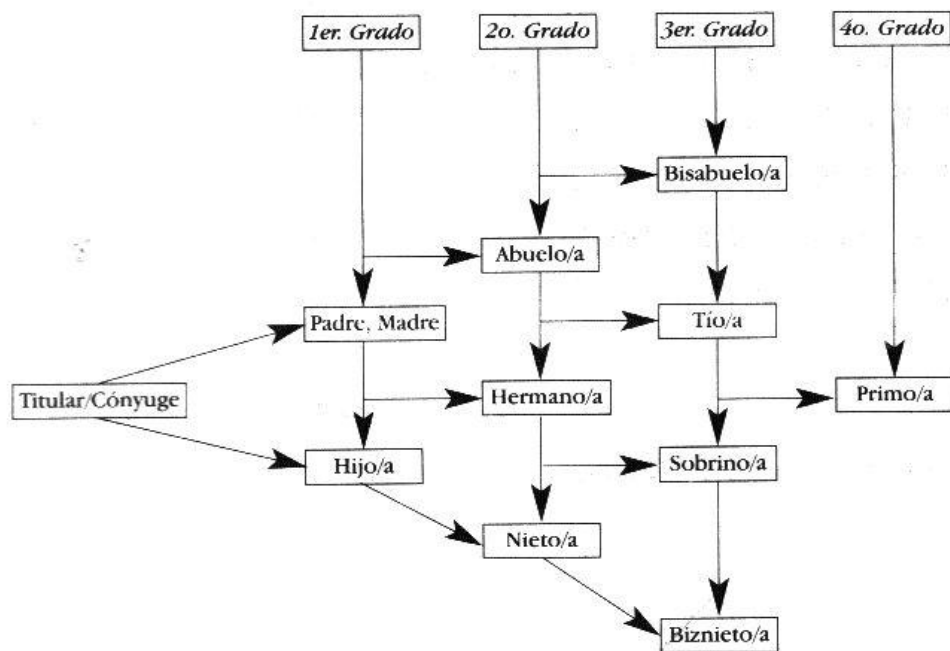 1er. Grado
2o. Grado
3er. Grado
4o. Grado
Bisabuelo/a
Abuelo/a
Padre, Madre
Tío/a
Titular/Cónyuge
Hermano/a
Primo/a
Hijo/a
Sobrino/a
Nieto/a
Biznieto/a